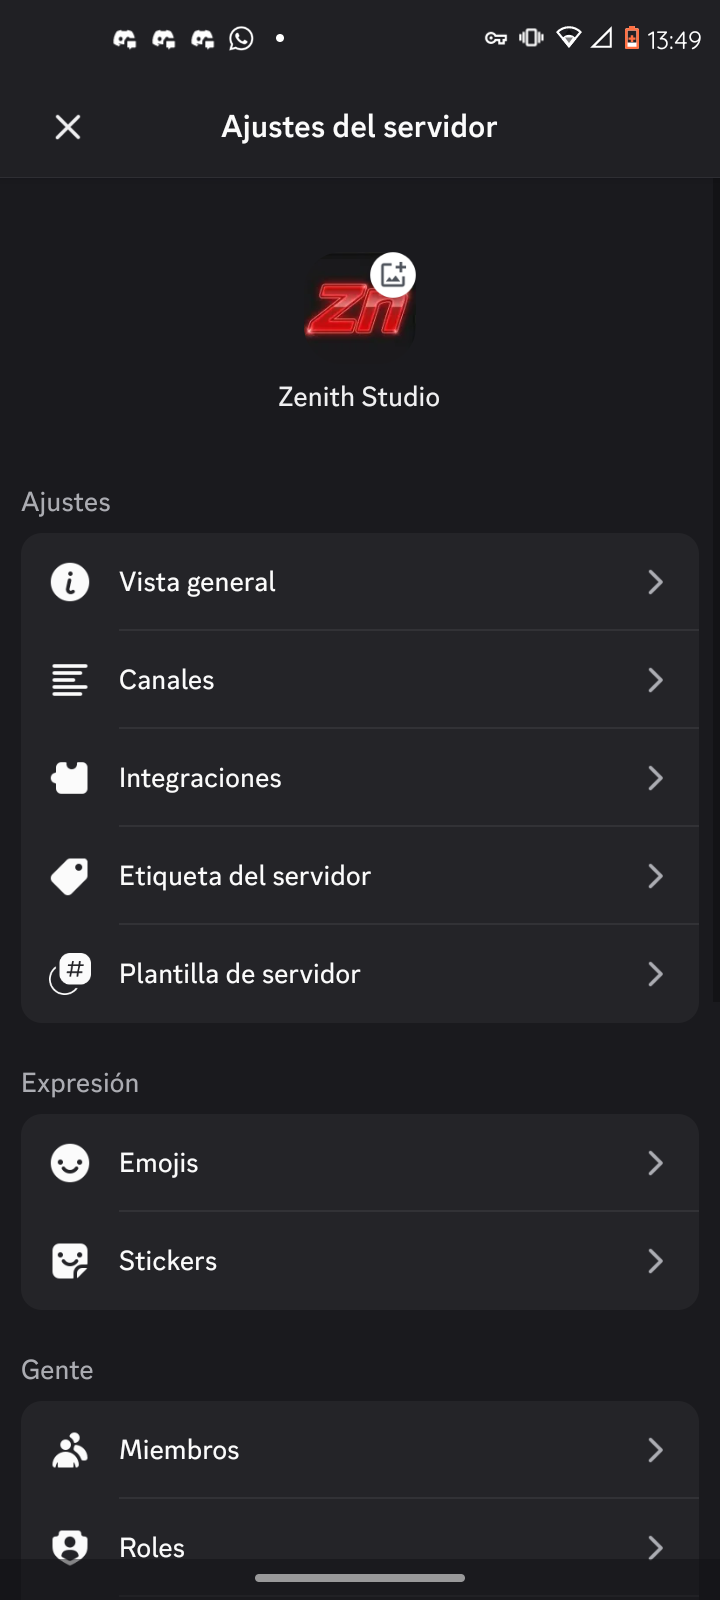 13:49
Ajustes del servidor
Zn
Zenith Studio
Ajustes
Vista general
Canales
Integraciones
Etiqueta del servidor
#
Plantilla de servidor
Expresión
Emojis
Stickers
Gente
Miembros
Roles